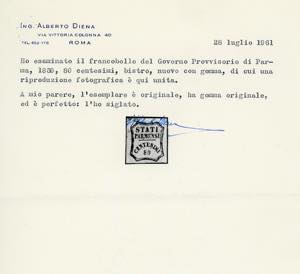 Ing. Alberto Diena
Via Vittoria Colonna 40
Roma
28 luglio 1961
Ho esaminato il francobollo del Governo Provvisorio di Par-
ma, 1859, 80 centesimi, bistro, nuovo con gomma, di cui una
riproduzione fotografica è qui unita.
A mio parere, l'esemplare è originale, ha gomma originale,
ed è perfetto: l'ho siglato.
STATI
PARMENSI
CENTESIMI
80